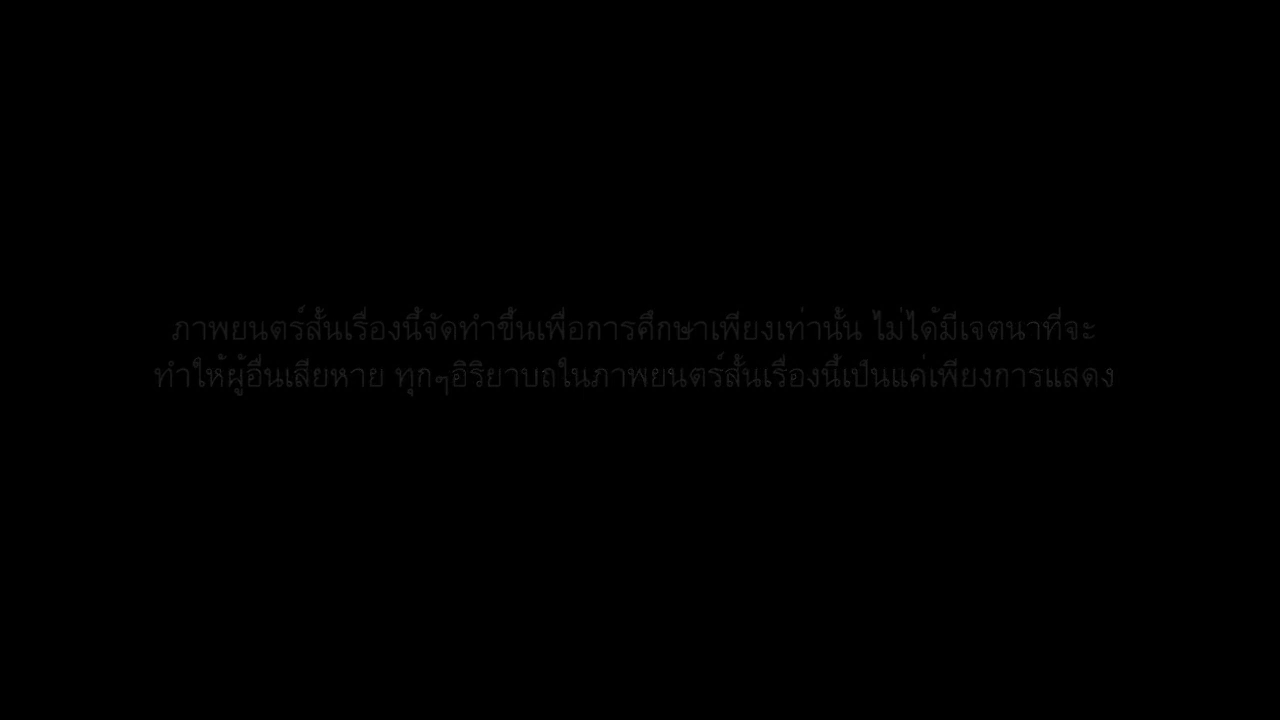 ภาพยนตร์สั้นเรื่องนี้จัดทำขึ้นเพื่อการศึกษาเพียงเท่านั้น ไม่ได้มีเจตนาที่จะ
ทำให้ผู้อื่นเสียหาย ทุกๆอิริยาบถในภาพยนตร์สั้นเรื่องนี้เป็นแค่เพียงการแสดง